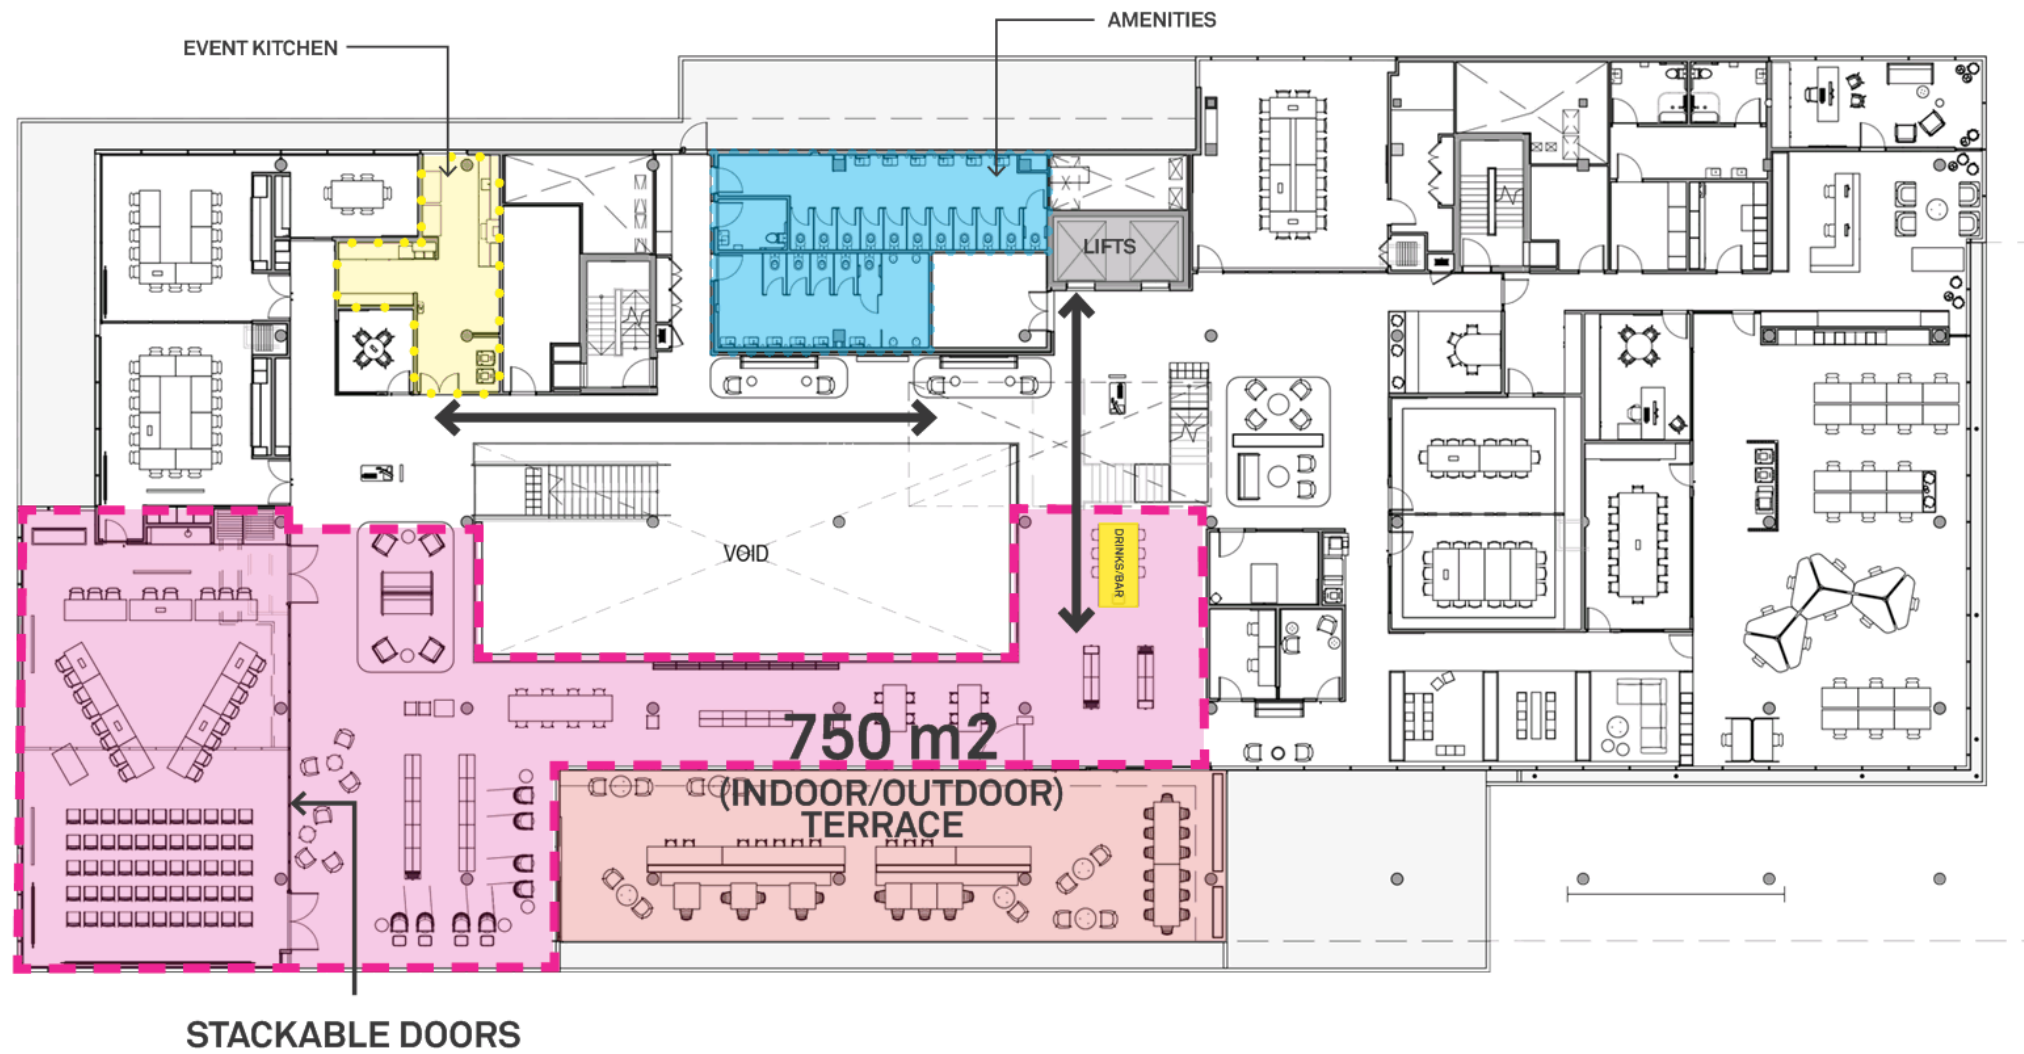 AMENITIES
EVENT KITCHEN
LIFTS
VOID
DRINKS/BAR
750 m2
(INDOOR/OUTDOOR)
TERRACE
STACKABLE DOORS